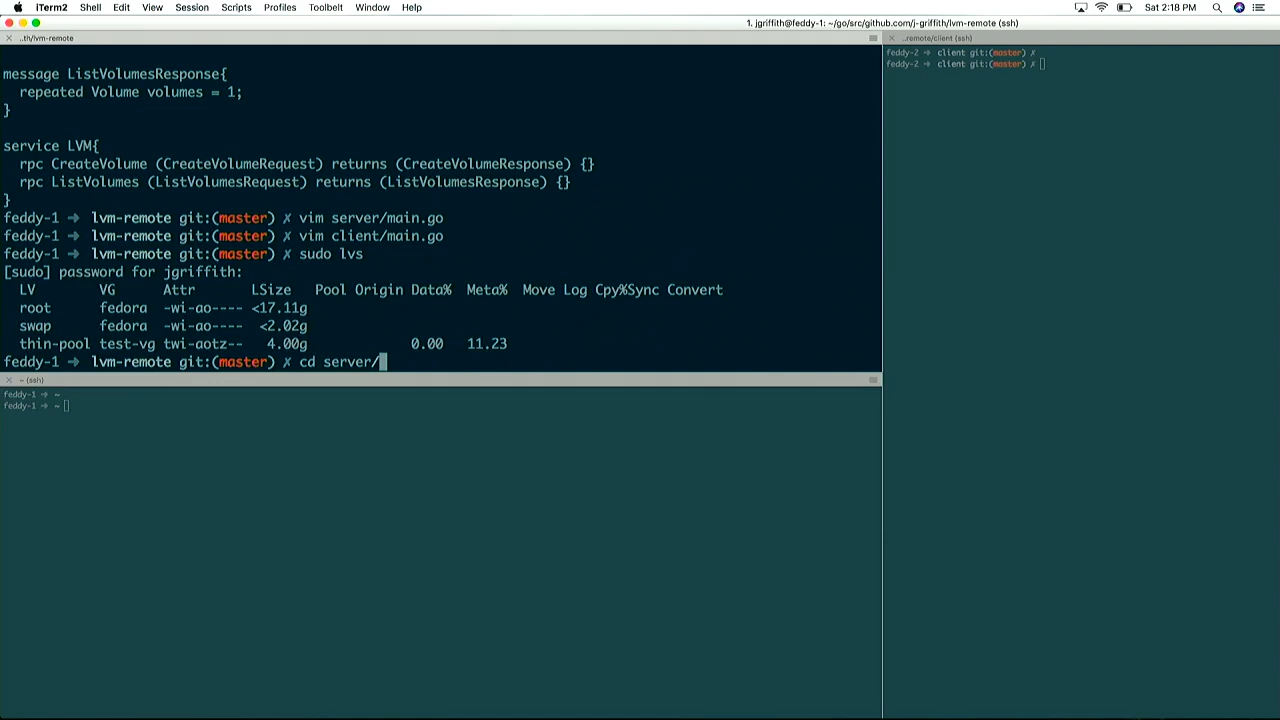 iTerm2 Shell Edit View Session Scripts Profiles Toolbelt Window Help Sat 2:18 PM
1. jgriffith@feddy-1: ~/go/src/github.com/j-griffith/lvm-remote (ssh)
✕ ..th/lvm-remote
message ListVolumesResponse{
  repeated Volume volumes = 1;
}
service LVM{
  rpc CreateVolume (CreateVolumeRequest) returns (CreateVolumeResponse) {}
  rpc ListVolumes (ListVolumesRequest) returns (ListVolumesResponse) {}
}
feddy-1 ➜ lvm-remote git:(master) ✗ vim server/main.go
feddy-1 ➜ lvm-remote git:(master) ✗ vim client/main.go
feddy-1 ➜ lvm-remote git:(master) ✗ sudo lvs
[sudo] password for jgriffith:
  LV        VG      Attr       LSize   Pool Origin Data%  Meta%  Move Log Cpy%Sync Convert
  root      fedora  -wi-ao---- <17.11g
  swap      fedora  -wi-ao----  <2.02g
  thin-pool test-vg twi-aotz--   4.00g             0.00   11.23
feddy-1 ➜ lvm-remote git:(master) ✗ cd server/
✕ ~ (ssh)
feddy-1 ➜ ~
feddy-1 ➜ ~
✕ ..remote/client (ssh)
feddy-2 ➜ client git:(master) ✗
feddy-2 ➜ client git:(master) ✗